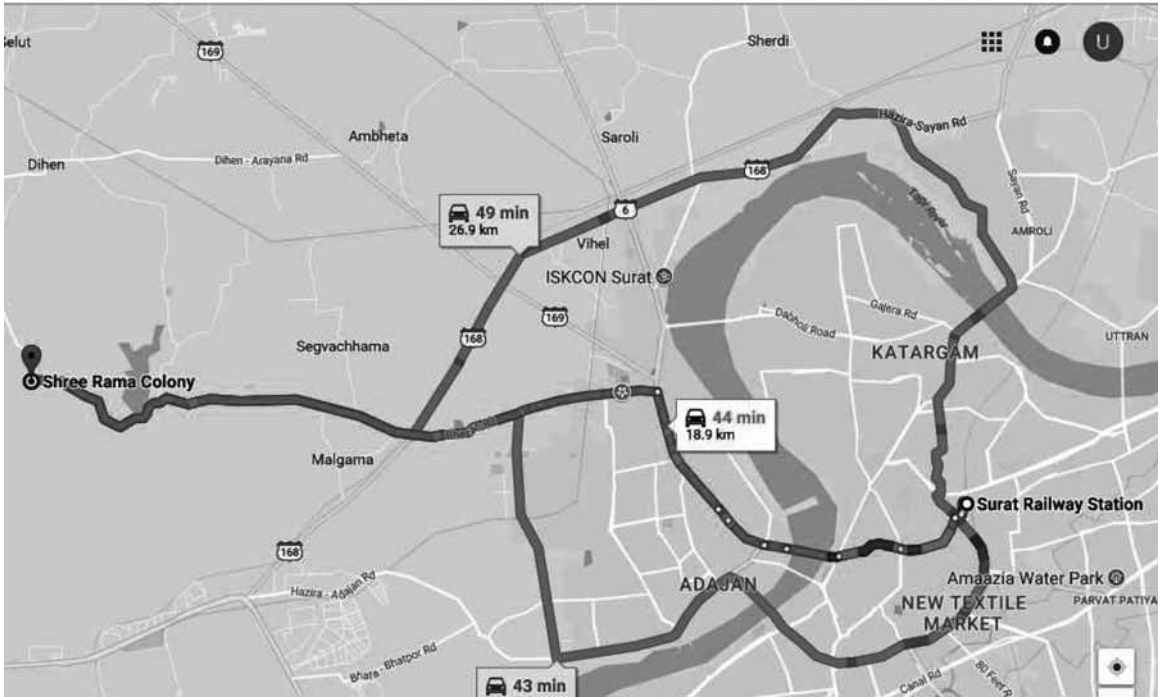 Selut
169
Sherdi
U
Ambheta
Saroli
Hazira-Sayan Rd
Dihen
Dihen - Arayana Rd
168
Sayan Rd
49 min
26.9 km
6
Vihel
AMROLI
ISKCON Surat
169
Gajera Rd
Dabholi Road
168
Segvachhama
KATARGAM
UTTRAN
Shree Rama Colony
44 min
18.9 km
Malgama
Surat Railway Station
168
Hazira - Adajan Rd
ADAJAN
Amaazia Water Park
NEW TEXTILE
MARKET
PARVAT PATIYA
Bhara-Bhatpor Rd
43 min
Canal Rd
80 Feet R